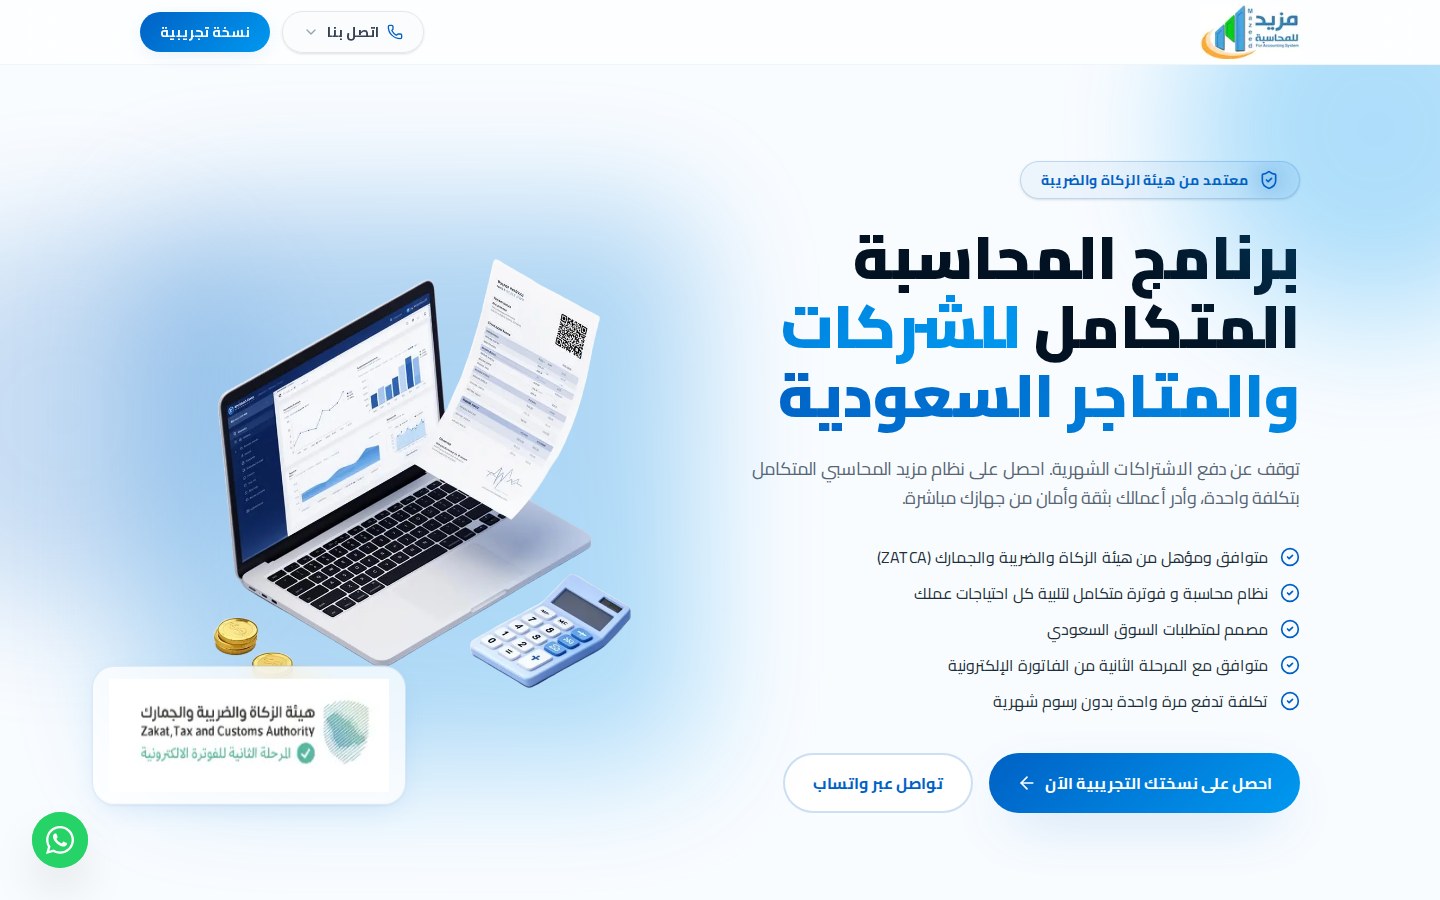 مزيد
Mazeed
للمحاسبة
For Accounting System
اتصل بنا
نسخة تجريبية
معتمد من هيئة الزكاة والضريبة
برنامج المحاسبة
المتكامل للشركات
والمتاجر السعودية
توقف عن دفع الاشتراكات الشهرية. احصل على نظام مزيد المحاسبي المتكامل
بتكلفة واحدة، وأدر أعمالك بثقة وأمان من جهازك مباشرة.
متوافق ومؤهل من هيئة الزكاة والضريبة والجمارك (ZATCA)
نظام محاسبة و فوترة متكامل لتلبية كل احتياجات عملك
مصمم لمتطلبات السوق السعودي
متوافق مع المرحلة الثانية من الفاتورة الإلكترونية
تكلفة تدفع مرة واحدة بدون رسوم شهرية
احصل على نسختك التجريبية الآن
تواصل عبر واتساب
هيئة الزكاة والضريبة والجمارك
Zakat, Tax and Customs Authority
المرحلة الثانية للفوترة الالكترونية